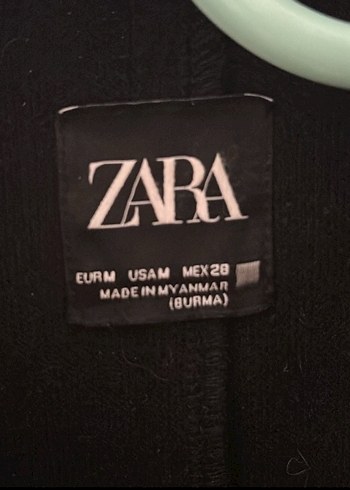 ZARA
EUR M USA M MEX 28
MADE IN MYANMAR
(BURMA)